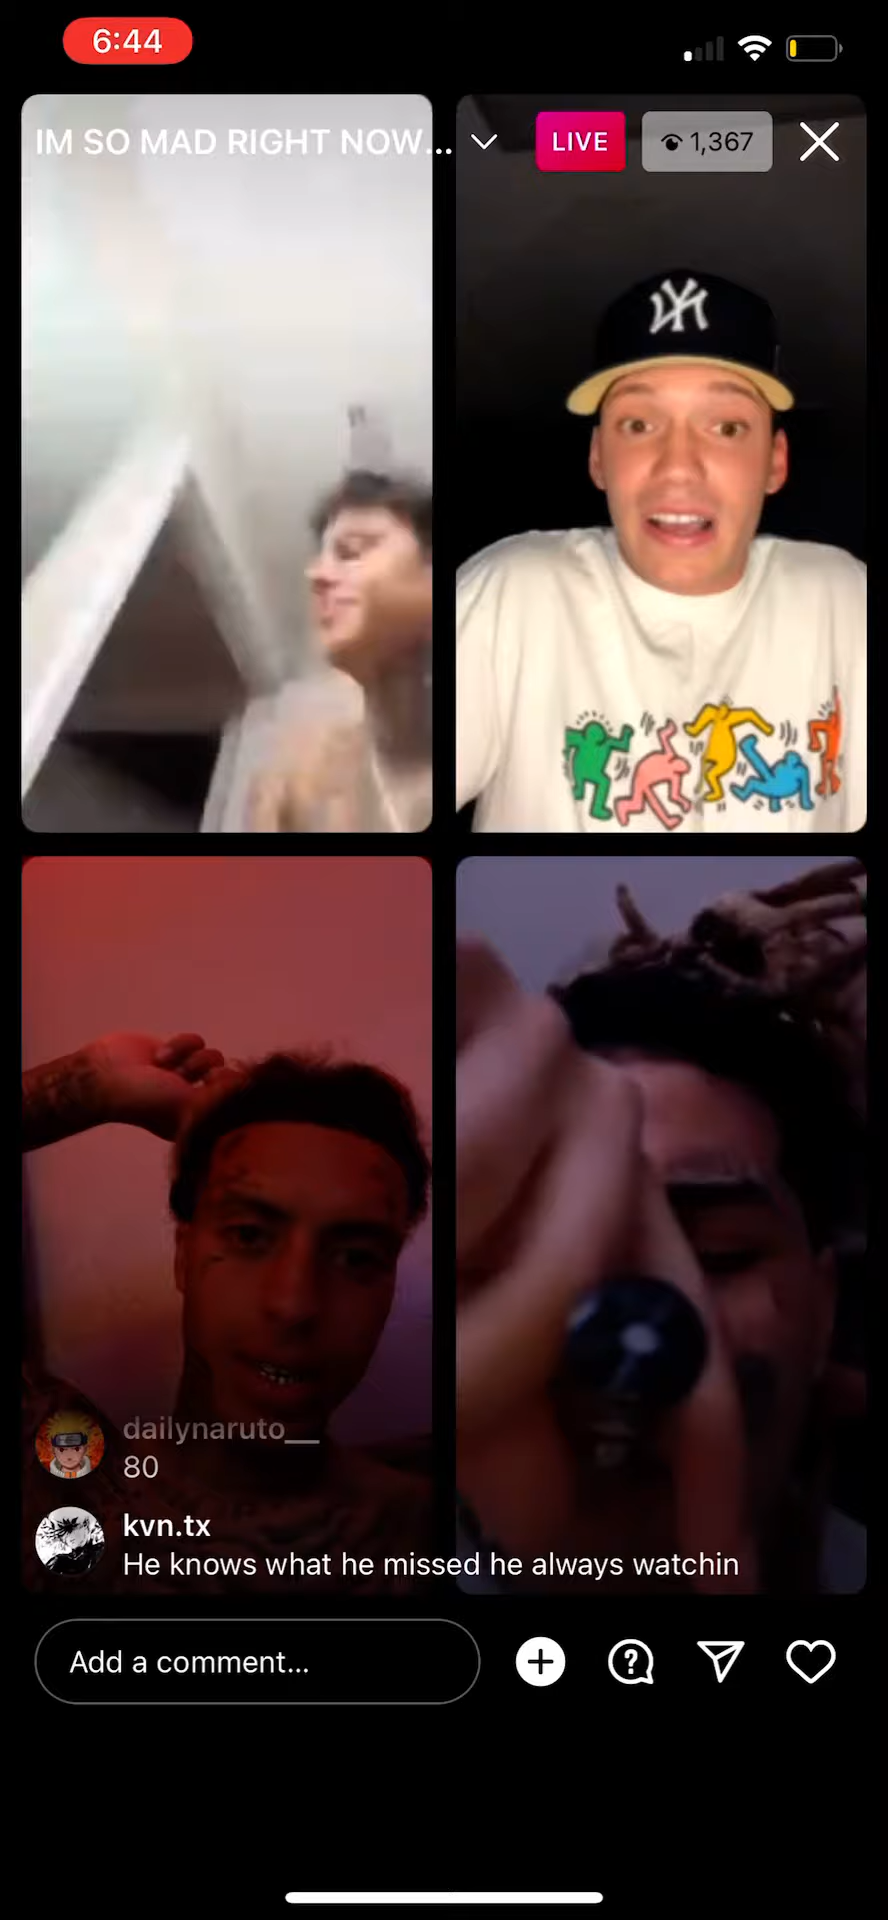 6:44
IM SO MAD RIGHT NOW...
LIVE
1,367
NY
dailynaruto__
80
kvn.tx
He knows what he missed he always watchin
Add a comment...
?